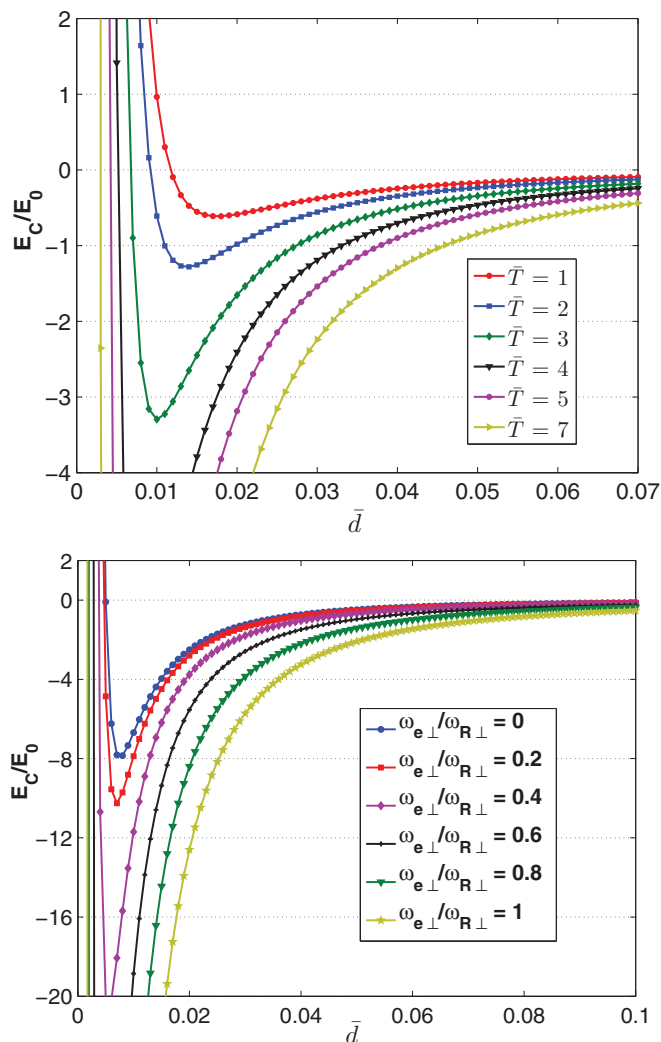 2
1
0
−1
−2
−3
−4
E_C/E_0
T̄ = 1
T̄ = 2
T̄ = 3
T̄ = 4
T̄ = 5
T̄ = 7
0.01 0.02 0.03 0.04 0.05 0.06 0.07
d̄
2
0
−4
−8
−12
−16
−20
E_C/E_0
ω_e⊥/ω_R⊥ = 0
ω_e⊥/ω_R⊥ = 0.2
ω_e⊥/ω_R⊥ = 0.4
ω_e⊥/ω_R⊥ = 0.6
ω_e⊥/ω_R⊥ = 0.8
ω_e⊥/ω_R⊥ = 1
0 0.02 0.04 0.06 0.08 0.1
d̄